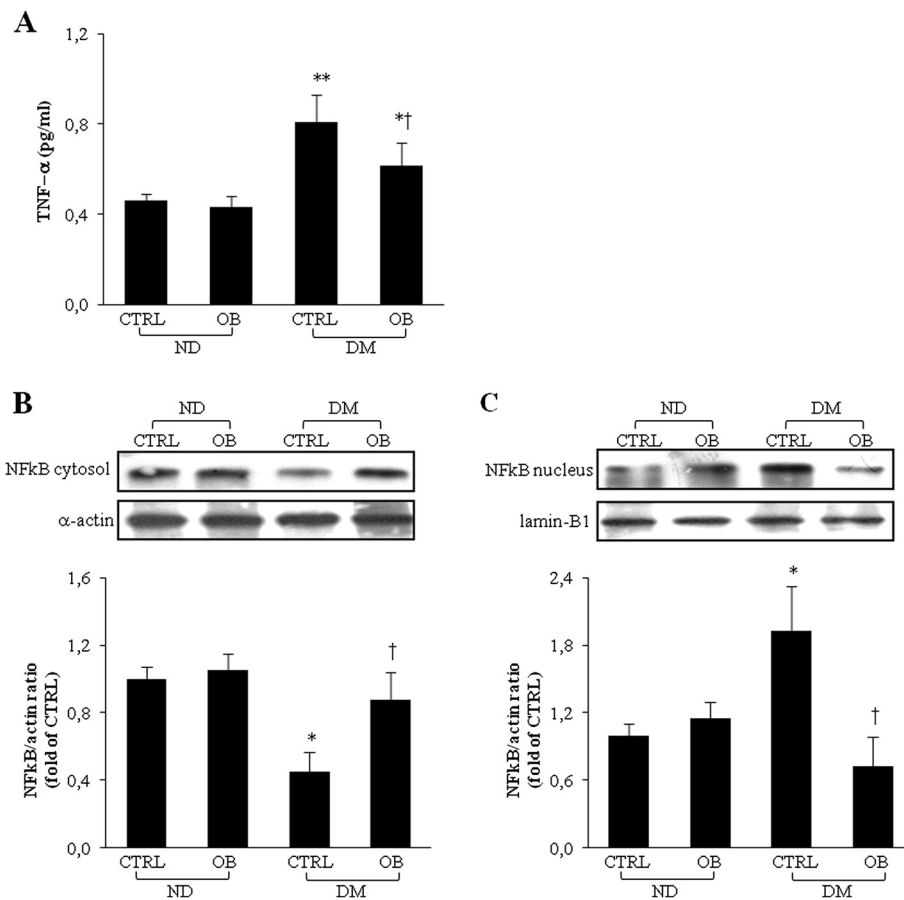 A
1,2
**
0,8
*†
TNF−α (pg/ml)
0,4
0,0
CTRL OB CTRL OB
ND DM
B
ND DM
CTRL OB CTRL OB
NFkB cytosol
α-actin
1,6
1,2
†
NFkB/actin ratio
(fold of CTRL)
0,8
*
0,4
0,0
CTRL OB CTRL OB
ND DM
C
ND DM
CTRL OB CTRL OB
NFkB nucleus
lamin-B1
2,4
*
1,8
NFkB/actin ratio
(fold of CTRL)
1,2
†
0,6
0,0
CTRL OB CTRL OB
ND DM